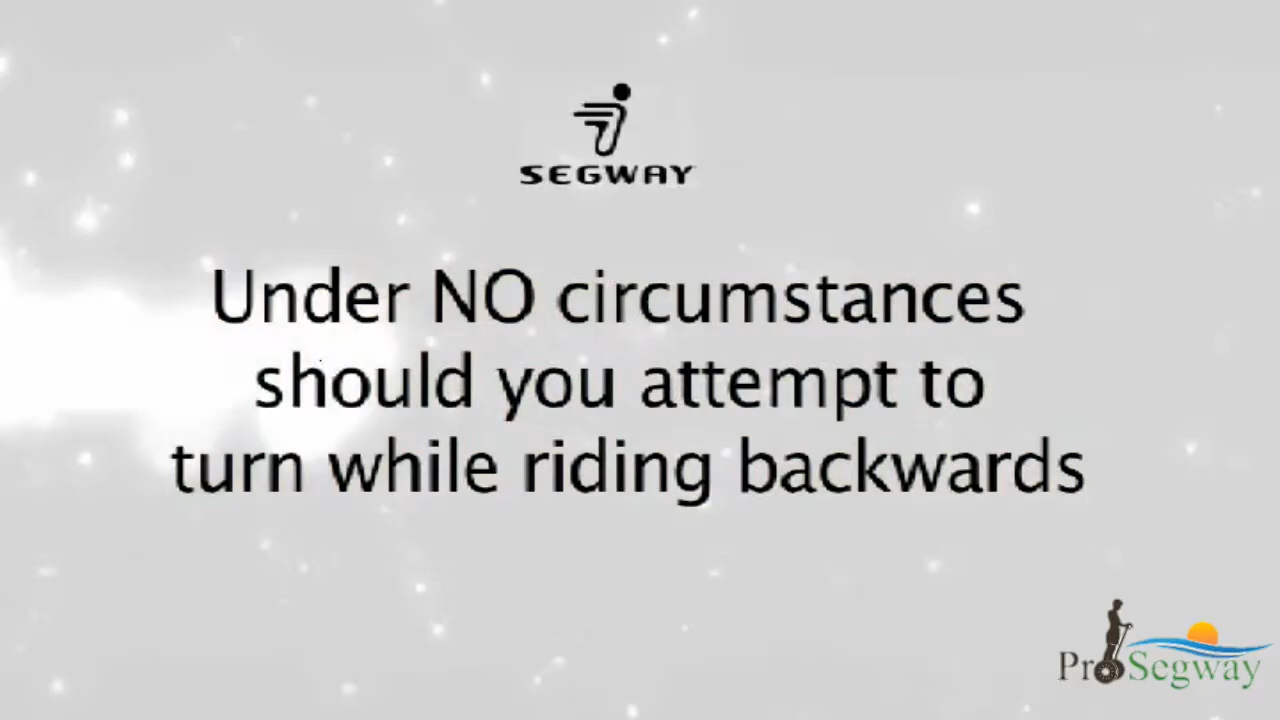 SEGWAY
Under NO circumstances
should you attempt to
turn while riding backwards
ProSegway